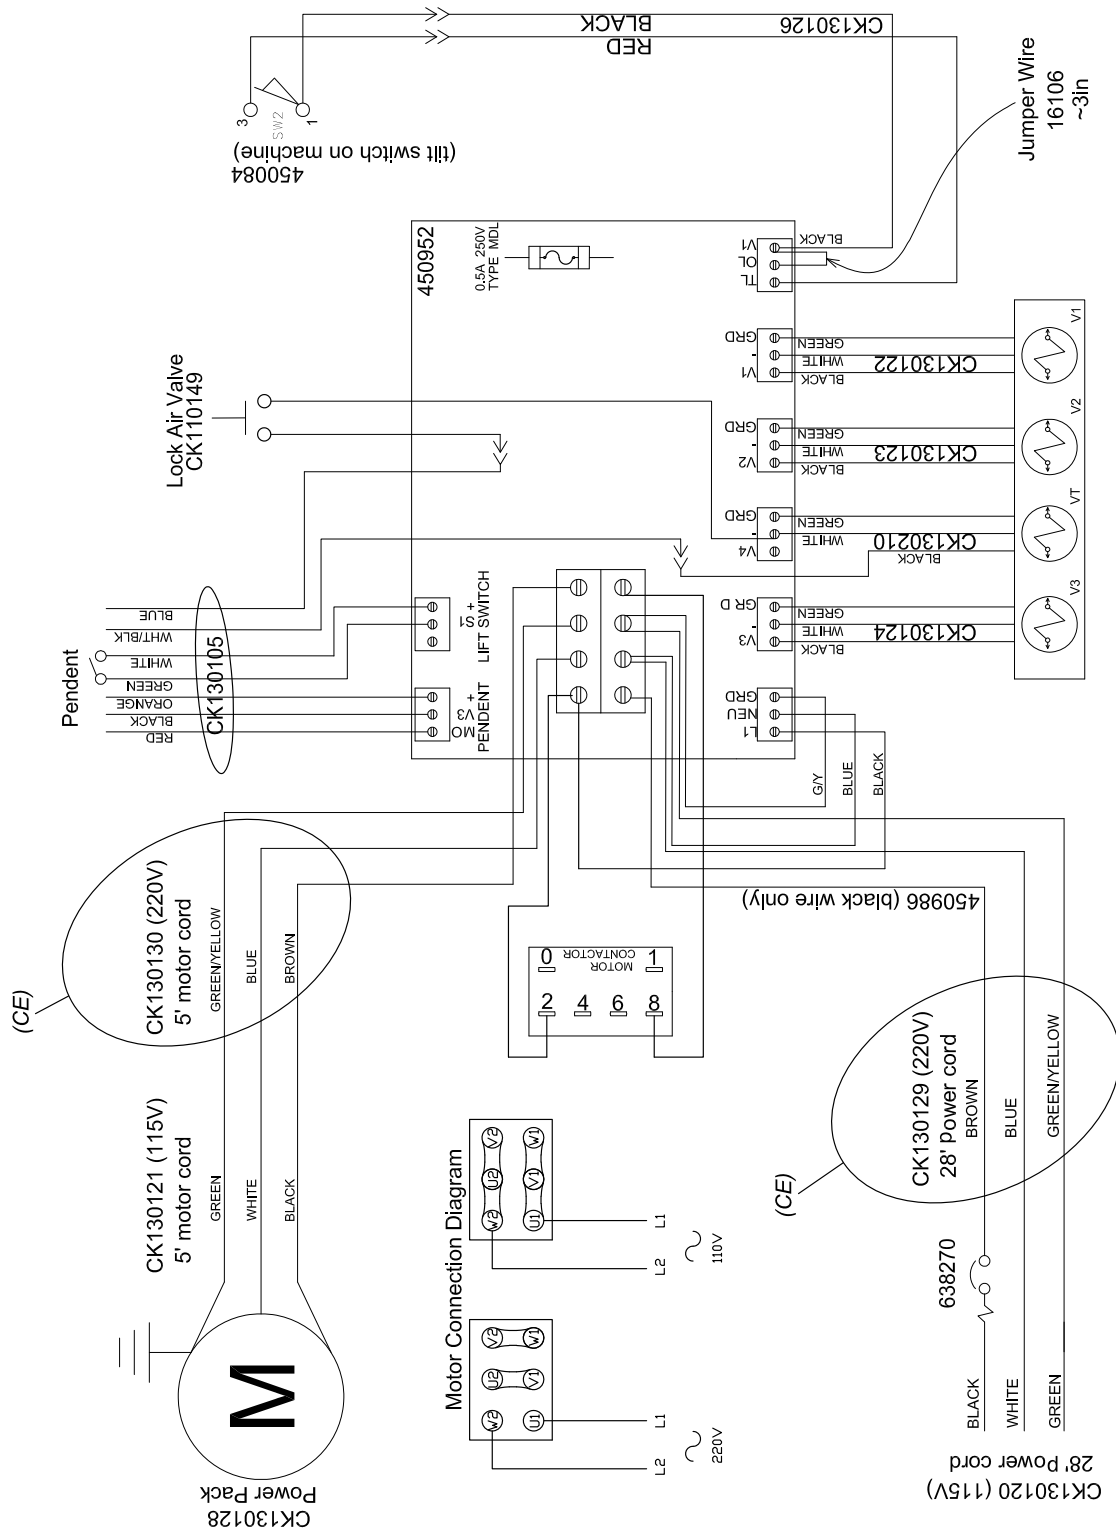 CK130128
Power Pack
M
CK130121 (115V)
5' motor cord
GREEN
WHITE
BLACK
(CE)
CK130130 (220V)
5' motor cord
GREEN/YELLOW
BLUE
BROWN
Pendent
RED
BLACK
ORANGE
GREEN
WHITE
WHT/BLK
BLUE
CK130105
MO
V3
+
PENDENT
S1
+
LIFT SWITCH
Lock Air Valve
CK110149
450952
0.5A 250V
TYPE MDL
450084
(tilt switch on machine)
SW2
3
1
RED
BLACK
CK130126
Jumper Wire
16106
~3in
TL
OL
V1
BLACK
V1
-
GRD
BLACK
WHITE
GREEN
CK130122
V2
-
GRD
BLACK
WHITE
GREEN
CK130123
V4
-
GRD
BLACK
WHITE
GREEN
CK130210
V3
-
GR D
BLACK
WHITE
GREEN
CK130124
V3
VT
V2
V1
L1
NEU
GRD
G/Y
BLUE
BLACK
450986 (black wire only)
MOTOR
CONTACTOR
0
1
2
4
6
8
Motor Connection Diagram
W2
U2
V2
U1
V1
W1
L2
L1
220V
W2
U2
V2
U1
V1
W1
L2
L1
110V
(CE)
CK130129 (220V)
28' Power cord
BROWN
BLUE
GREEN/YELLOW
638270
BLACK
WHITE
GREEN
CK130120 (115V)
28' Power cord